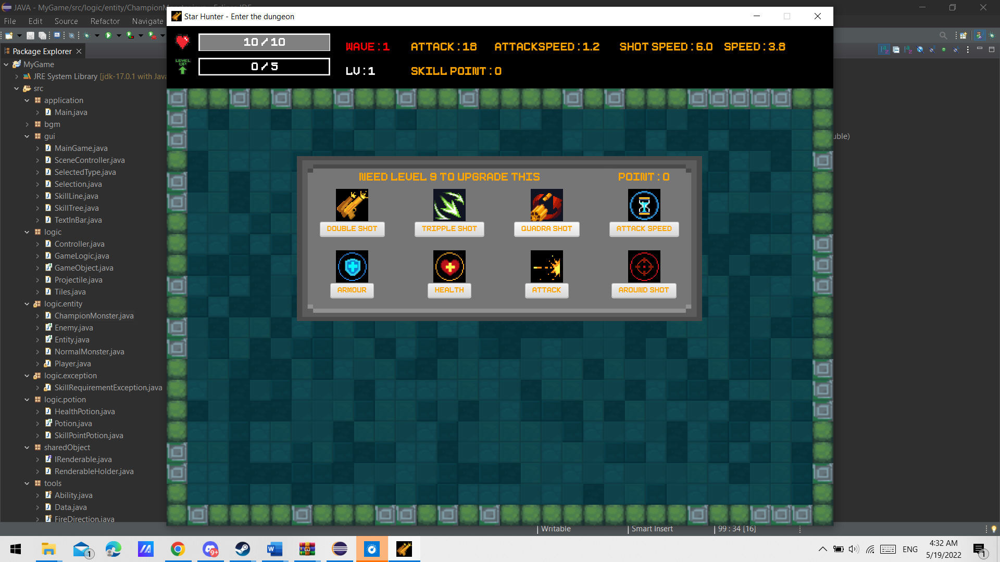 JAVA - MyGame/src/logic/entity/ChampionMonster.java - Eclipse IDE
File Edit Source Refactor Navigate
Package Explorer
MyGame
JRE System Library [jdk-17.0.1 with Java
src
application
Main.java
bgm
gui
MainGame.java
SceneController.java
SelectedType.java
Selection.java
SkillLine.java
SkillTree.java
TextInBar.java
logic
Controller.java
GameLogic.java
GameObject.java
Projectile.java
Tiles.java
logic.entity
ChampionMonster.java
Enemy.java
Entity.java
NormalMonster.java
Player.java
logic.exception
SkillRequirementException.java
logic.potion
HealthPotion.java
Potion.java
SkillPointPotion.java
sharedObject
IRenderable.java
RenderableHolder.java
tools
Ability.java
Data.java
FireDirection.java
Star Hunter - Enter the dungeon
10 / 10
WAVE : 1 ATTACK : 18 ATTACKSPEED : 1.2 SHOT SPEED : 6.0 SPEED : 3.8
LEVEL UP
0 / 5
LV : 1 SKILL POINT : 0
uble)
NEED LEVEL 9 TO UPGRADE THIS POINT : 0
DOUBLE SHOT TRIPPLE SHOT QUADRA SHOT ATTACK SPEED
ARMOUR HEALTH ATTACK AROUND SHOT
Writable Smart Insert 99 : 34 [16]
1 9+ ENG 4:32 AM
5/19/2022 1